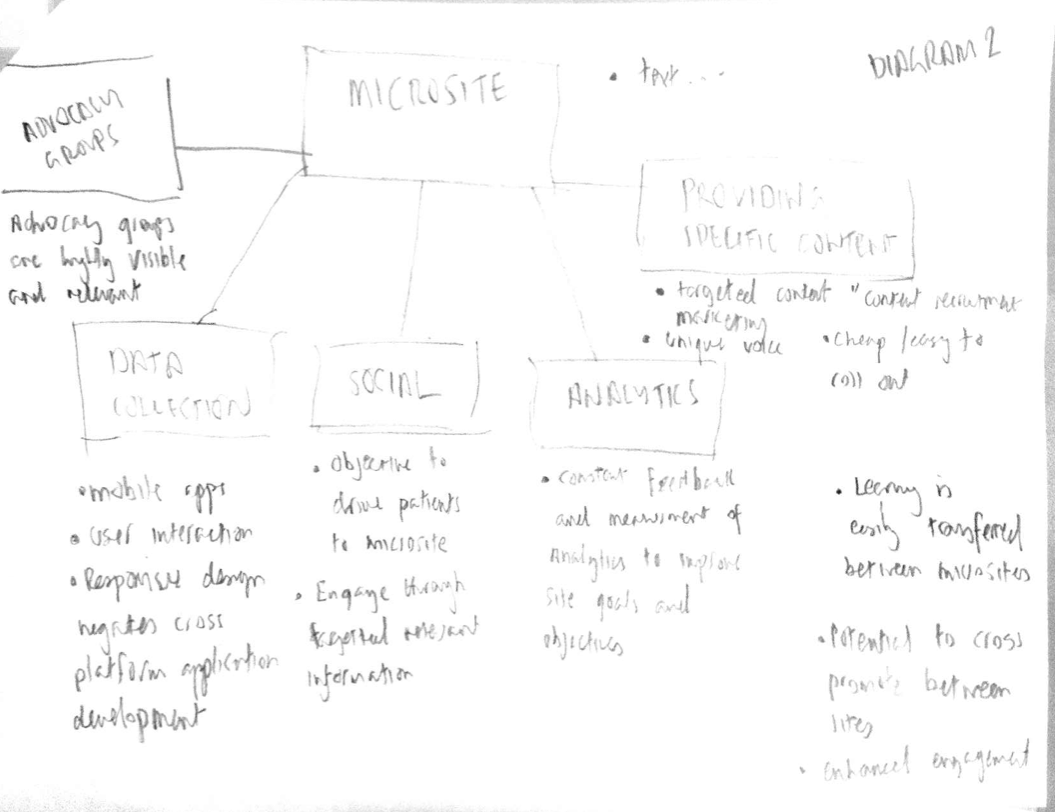 DIAGRAM 2
MICROSITE
• text ...
ADVOCACY
GROUPS
Advocacy groups
are highly visible
and relevant
PROVIDING
SPECIFIC CONTENT
• targeted content "content recruitment
marketing
• unique voice
• cheap / easy to
roll out
DATA
COLLECTION
• mobile apps
• user interaction
• Responsive design
negates cross
platform application
development
SOCIAL
• objective to
drive patients
to microsite
• Engage through
targetted relevant
information
ANALYTICS
• constant feedback
and measurment of
Analytics to improve
site goals and
objectives
• Learning is
easily transferred
between microsites
• Potential to cross
promote between
sites
• enhanced engagement